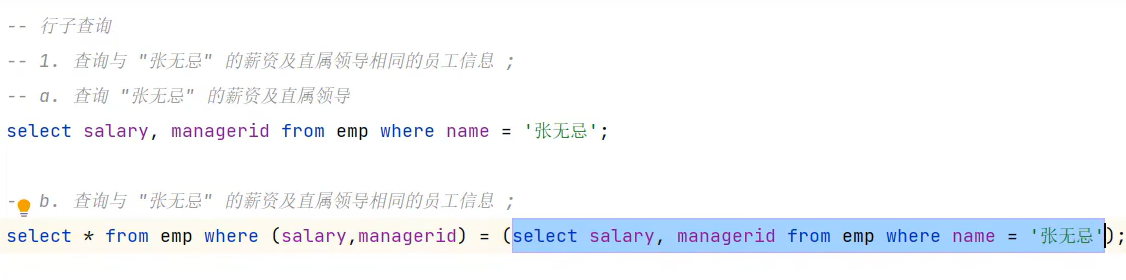 -- 行子查询
-- 1. 查询与 "张无忌" 的薪资及直属领导相同的员工信息 ;
-- a. 查询 "张无忌" 的薪资及直属领导
select salary, managerid from emp where name = '张无忌';
-- b. 查询与 "张无忌" 的薪资及直属领导相同的员工信息 ;
select * from emp where (salary,managerid) = (select salary, managerid from emp where name = '张无忌');